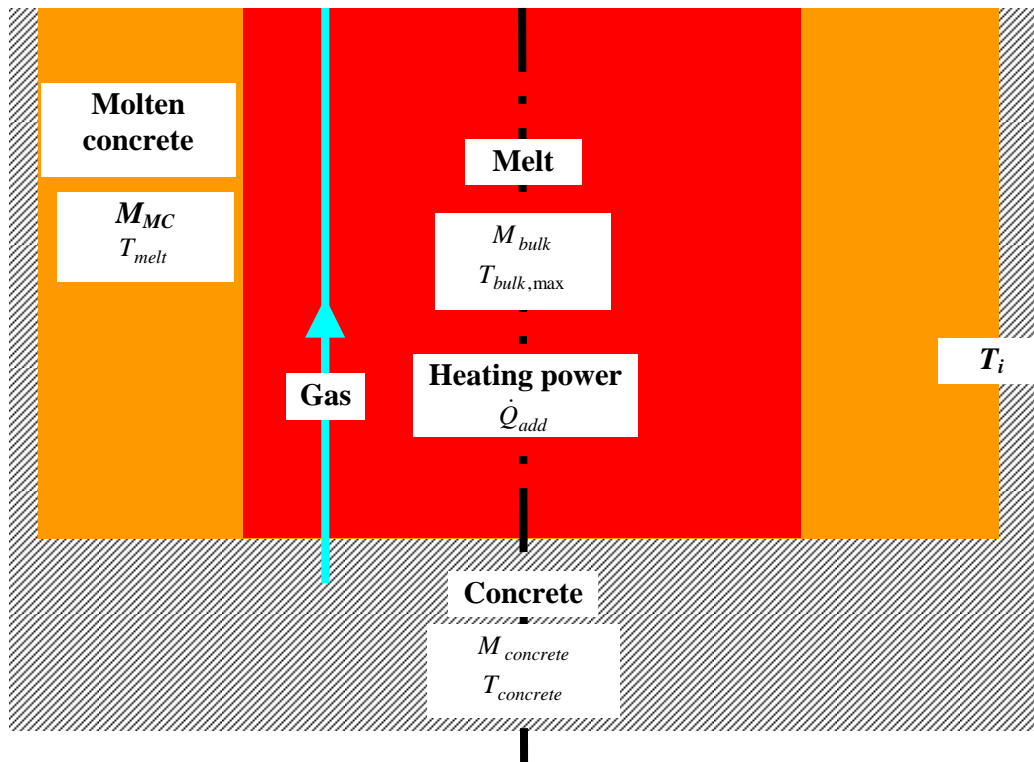 Molten
concrete
M_MC
T_melt
Melt
M_bulk
T_bulk,max
Heating power
Q̇_add
Gas
T_i
Concrete
M_concrete
T_concrete